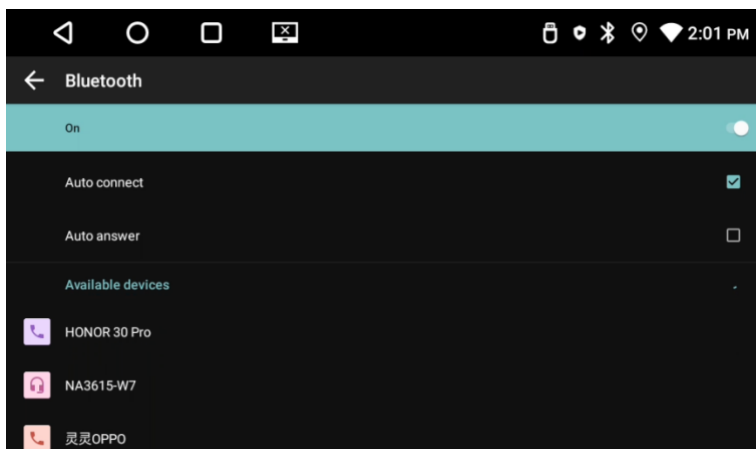 2:01 PM
Bluetooth
On
Auto connect
Auto answer
Available devices
HONOR 30 Pro
NA3615-W7
灵灵OPPO